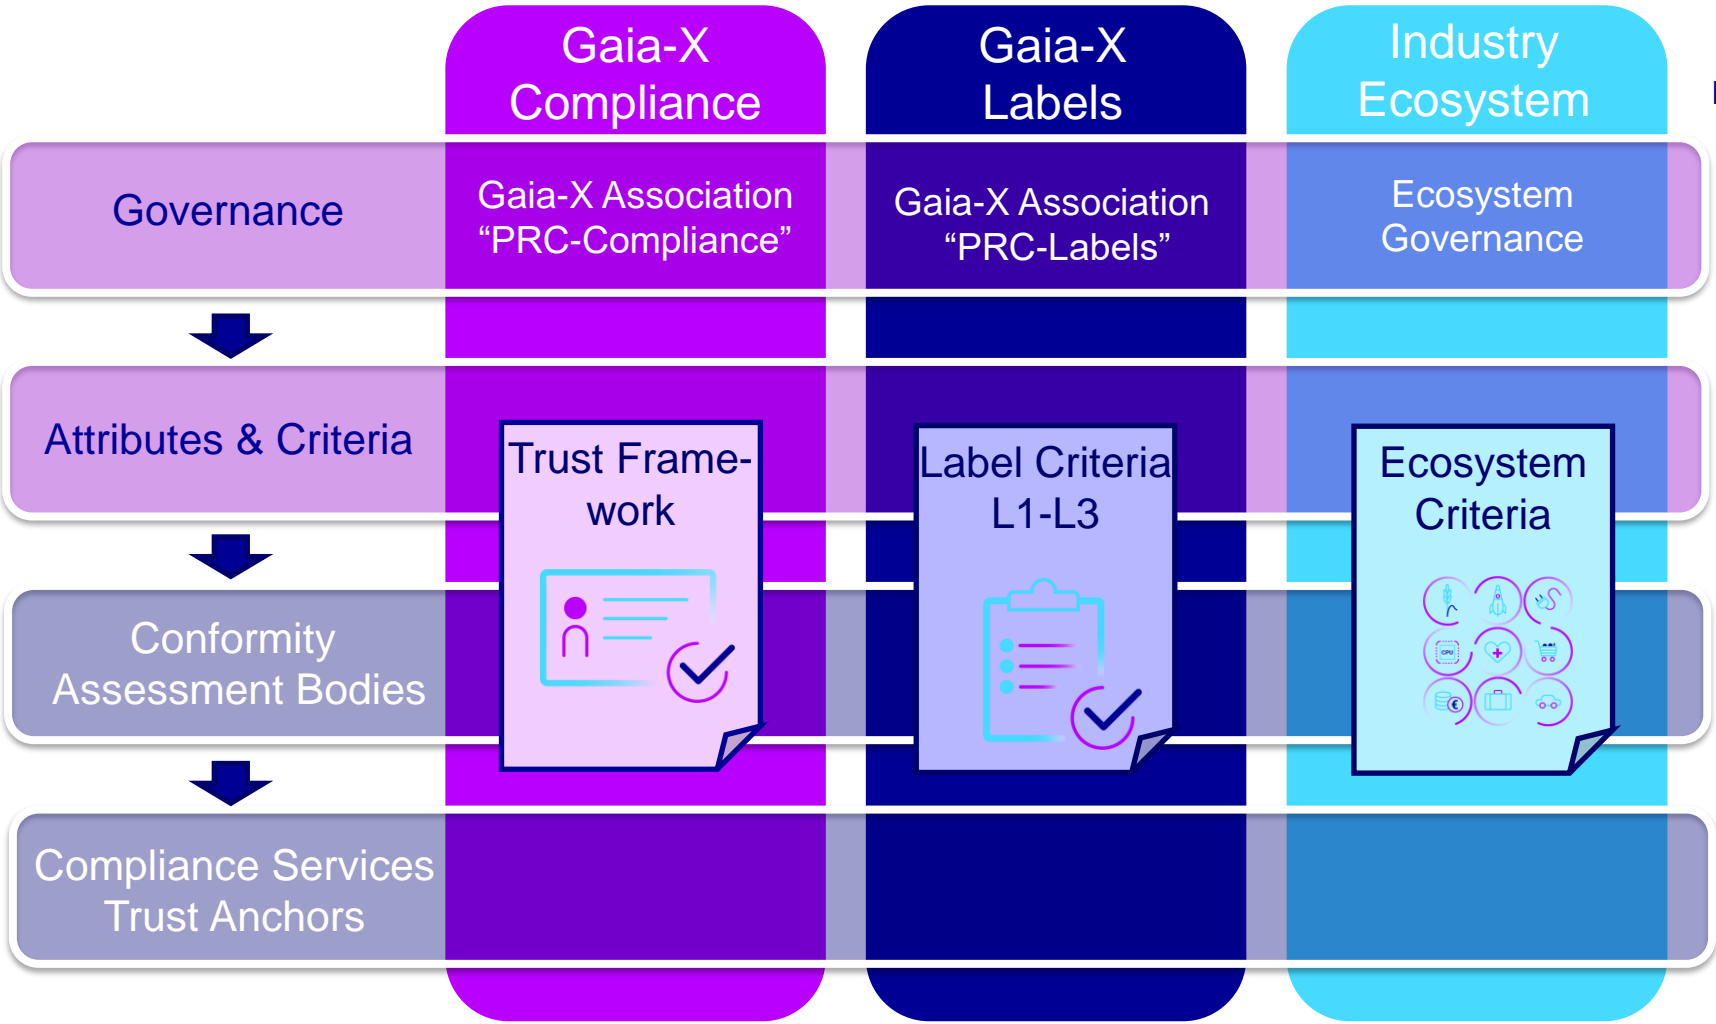 Gaia-X
Compliance
Gaia-X
Labels
Industry
Ecosystem
Governance
Gaia-X Association
“PRC-Compliance”
Gaia-X Association
“PRC-Labels”
Ecosystem
Governance
Attributes & Criteria
Trust Frame-
work
Label Criteria
L1-L3
Ecosystem
Criteria
CPU
€
Conformity
Assessment Bodies
Compliance Services
Trust Anchors